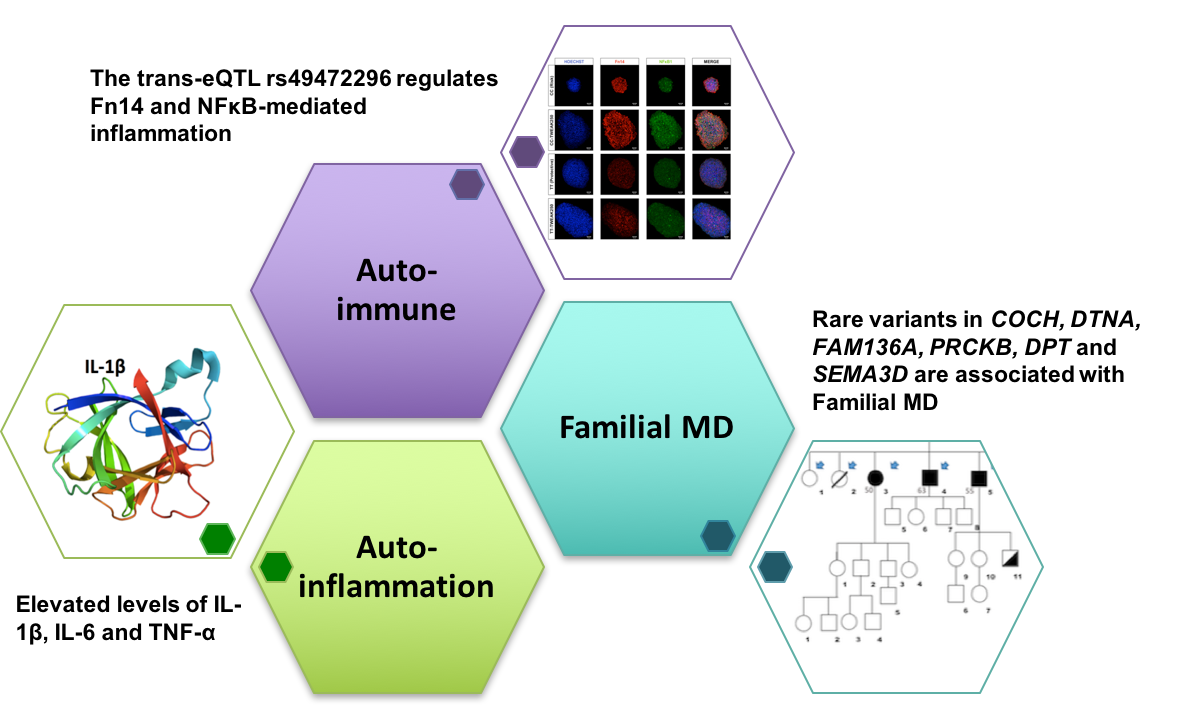 The trans-eQTL rs49472296 regulates
Fn14 and NFκB-mediated
inflammation
HOECHST Fn14 NFκB1 MERGE
CC (Risk)
CC-TWEAK250
TT (Protective)
TT-TWEAK250
Auto-
immune
IL-1β
Rare variants in COCH, DTNA,
FAM136A, PRCKB, DPT and
SEMA3D are associated with
Familial MD
Familial MD
Auto-
inflammation
Elevated levels of IL-
1β, IL-6 and TNF-α
1 2 50 3 63 4 55 5
5 6 7 8
1 2 3 4 9 10 11
5 6 7
1 2 3 4